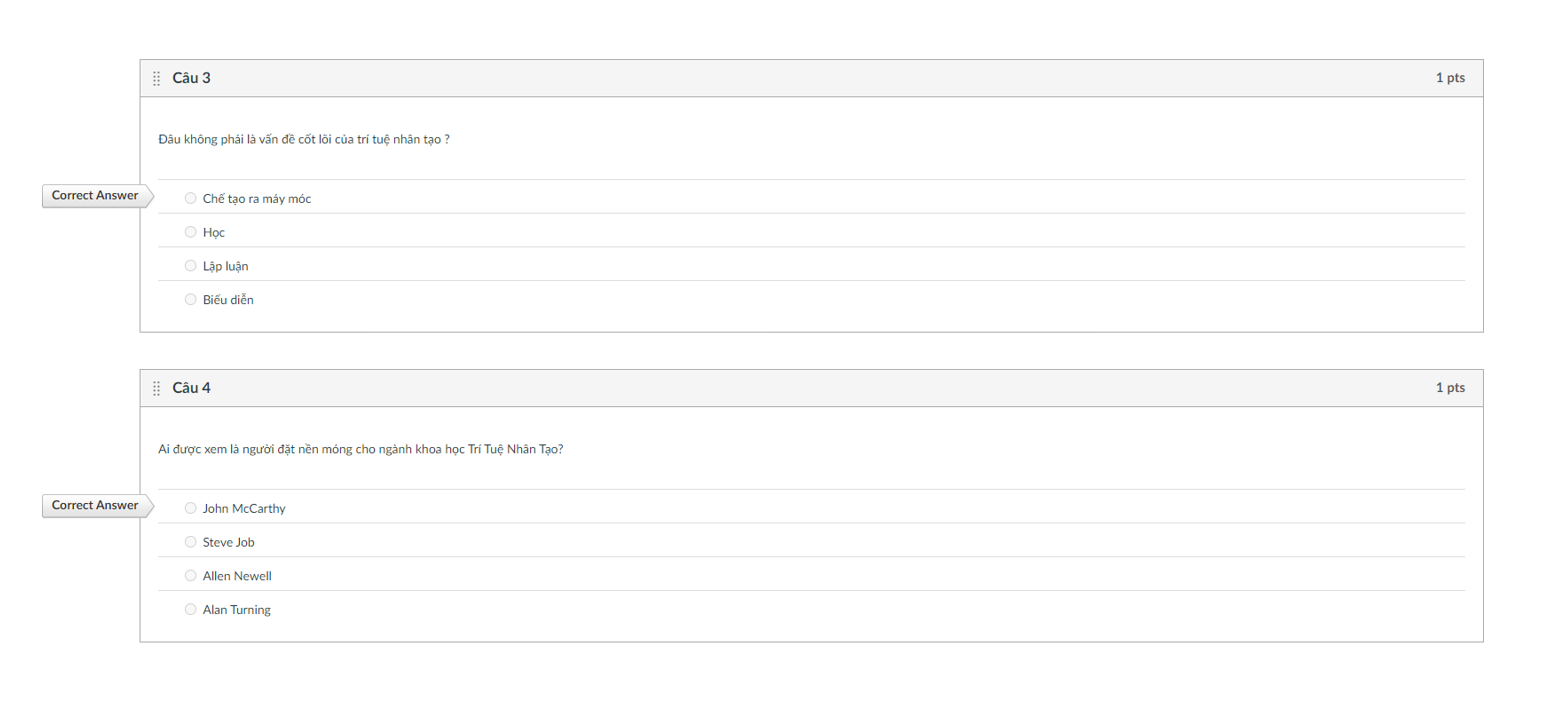 Câu 3
1 pts
Đâu không phải là vấn đề cốt lõi của trí tuệ nhân tạo ?
Correct Answer
Chế tạo ra máy móc
Học
Lập luận
Biểu diễn
Câu 4
1 pts
Ai được xem là người đặt nền móng cho ngành khoa học Trí Tuệ Nhân Tạo?
Correct Answer
John McCarthy
Steve Job
Allen Newell
Alan Turning